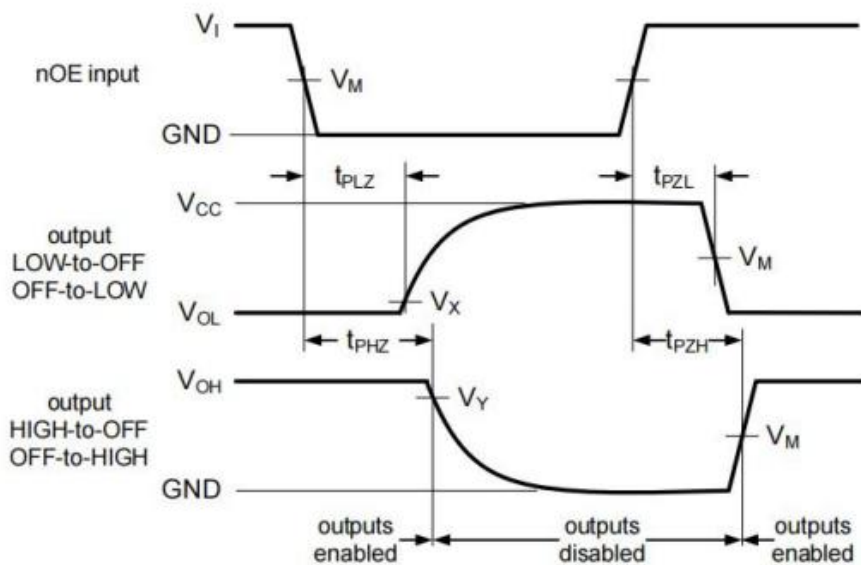 V_I
nOE input
V_M
GND
t_PLZ
t_PZL
V_CC
output
LOW-to-OFF
OFF-to-LOW
V_M
V_X
V_OL
t_PHZ
t_PZH
V_OH
output
HIGH-to-OFF
OFF-to-HIGH
V_Y
V_M
GND
outputs
enabled
outputs
disabled
outputs
enabled